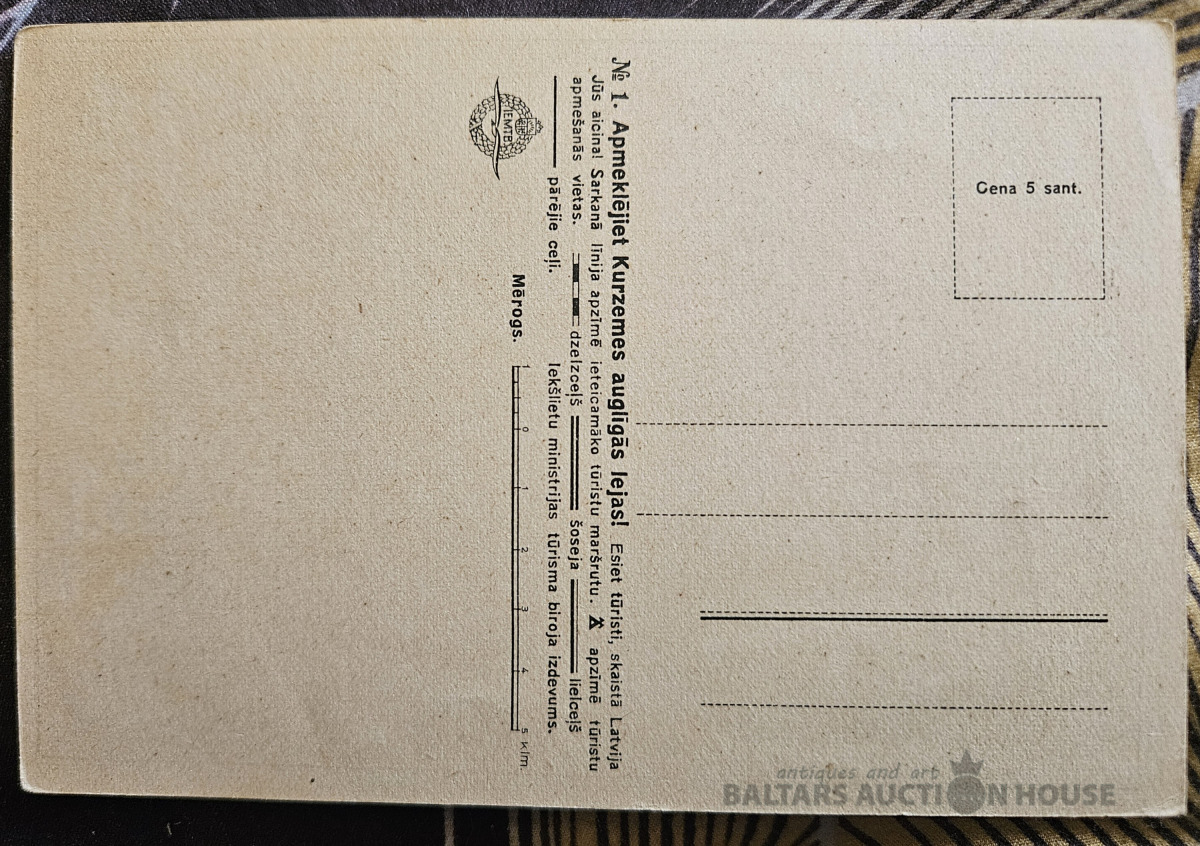 № 1. Apmeklējiet Kurzemes auglīgās lejas! Esiet tūristi, skaistā Latvija
Jūs aicina! Sarkanā līnija apzīmē ieteicamāko tūristu maršrutu. apzīmē tūristu
apmešanās vietas. dzelzceļš šoseja lielceļš
pārējie ceļi. Iekšlietu ministrijas tūrisma biroja izdevums.
Mērogs. 1 0 1 2 3 4 5 klm.
IEMTB
Cena 5 sant.
antiques and art
BALTARS AUCTION HOUSE